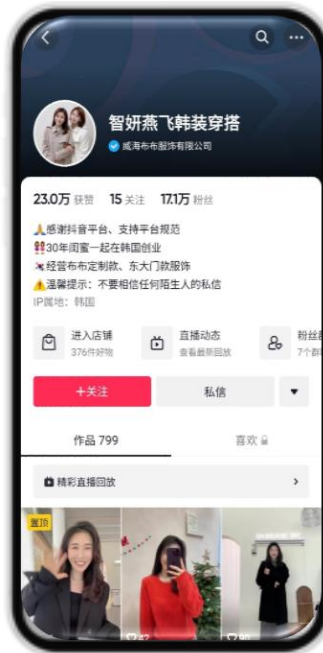 智妍燕飞韩装穿搭
威海布布服饰有限公司
23.0万 获赞 15 关注 17.1万 粉丝
🙏感谢抖音平台、支持平台规范
👭30年闺蜜一起在韩国创业
🇰🇷经营布布定制款、东大门款服饰
⚠️温馨提示：不要相信任何陌生人的私信
IP属地：韩国
进入店铺 直播动态 粉丝群
376件好物 查看最新回放 7个群
+关注 私信
作品 799 喜欢
精彩直播回放
置顶
42 90